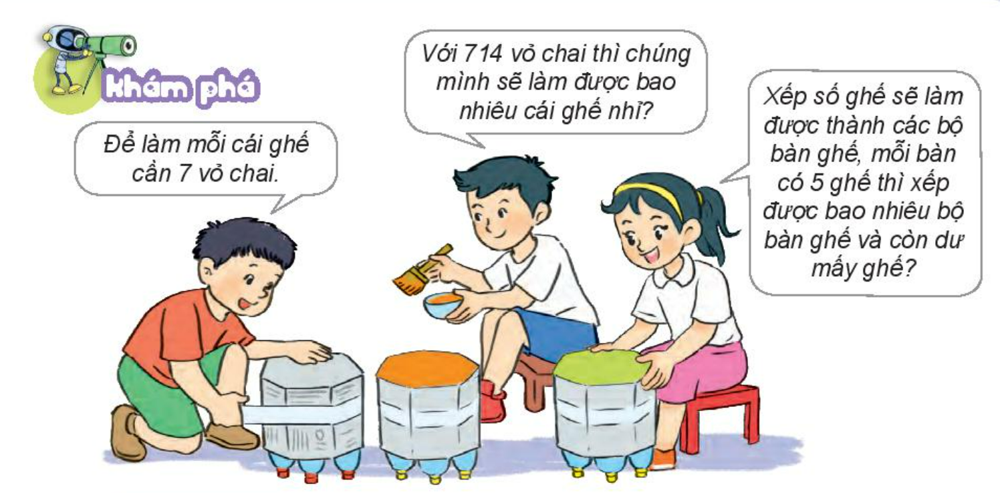 khám phá
Để làm mỗi cái ghế
cần 7 vỏ chai.
Với 714 vỏ chai thì chúng
mình sẽ làm được bao
nhiêu cái ghế nhỉ?
Xếp số ghế sẽ làm
được thành các bộ
bàn ghế, mỗi bàn
có 5 ghế thì xếp
được bao nhiêu bộ
bàn ghế và còn dư
mấy ghế?